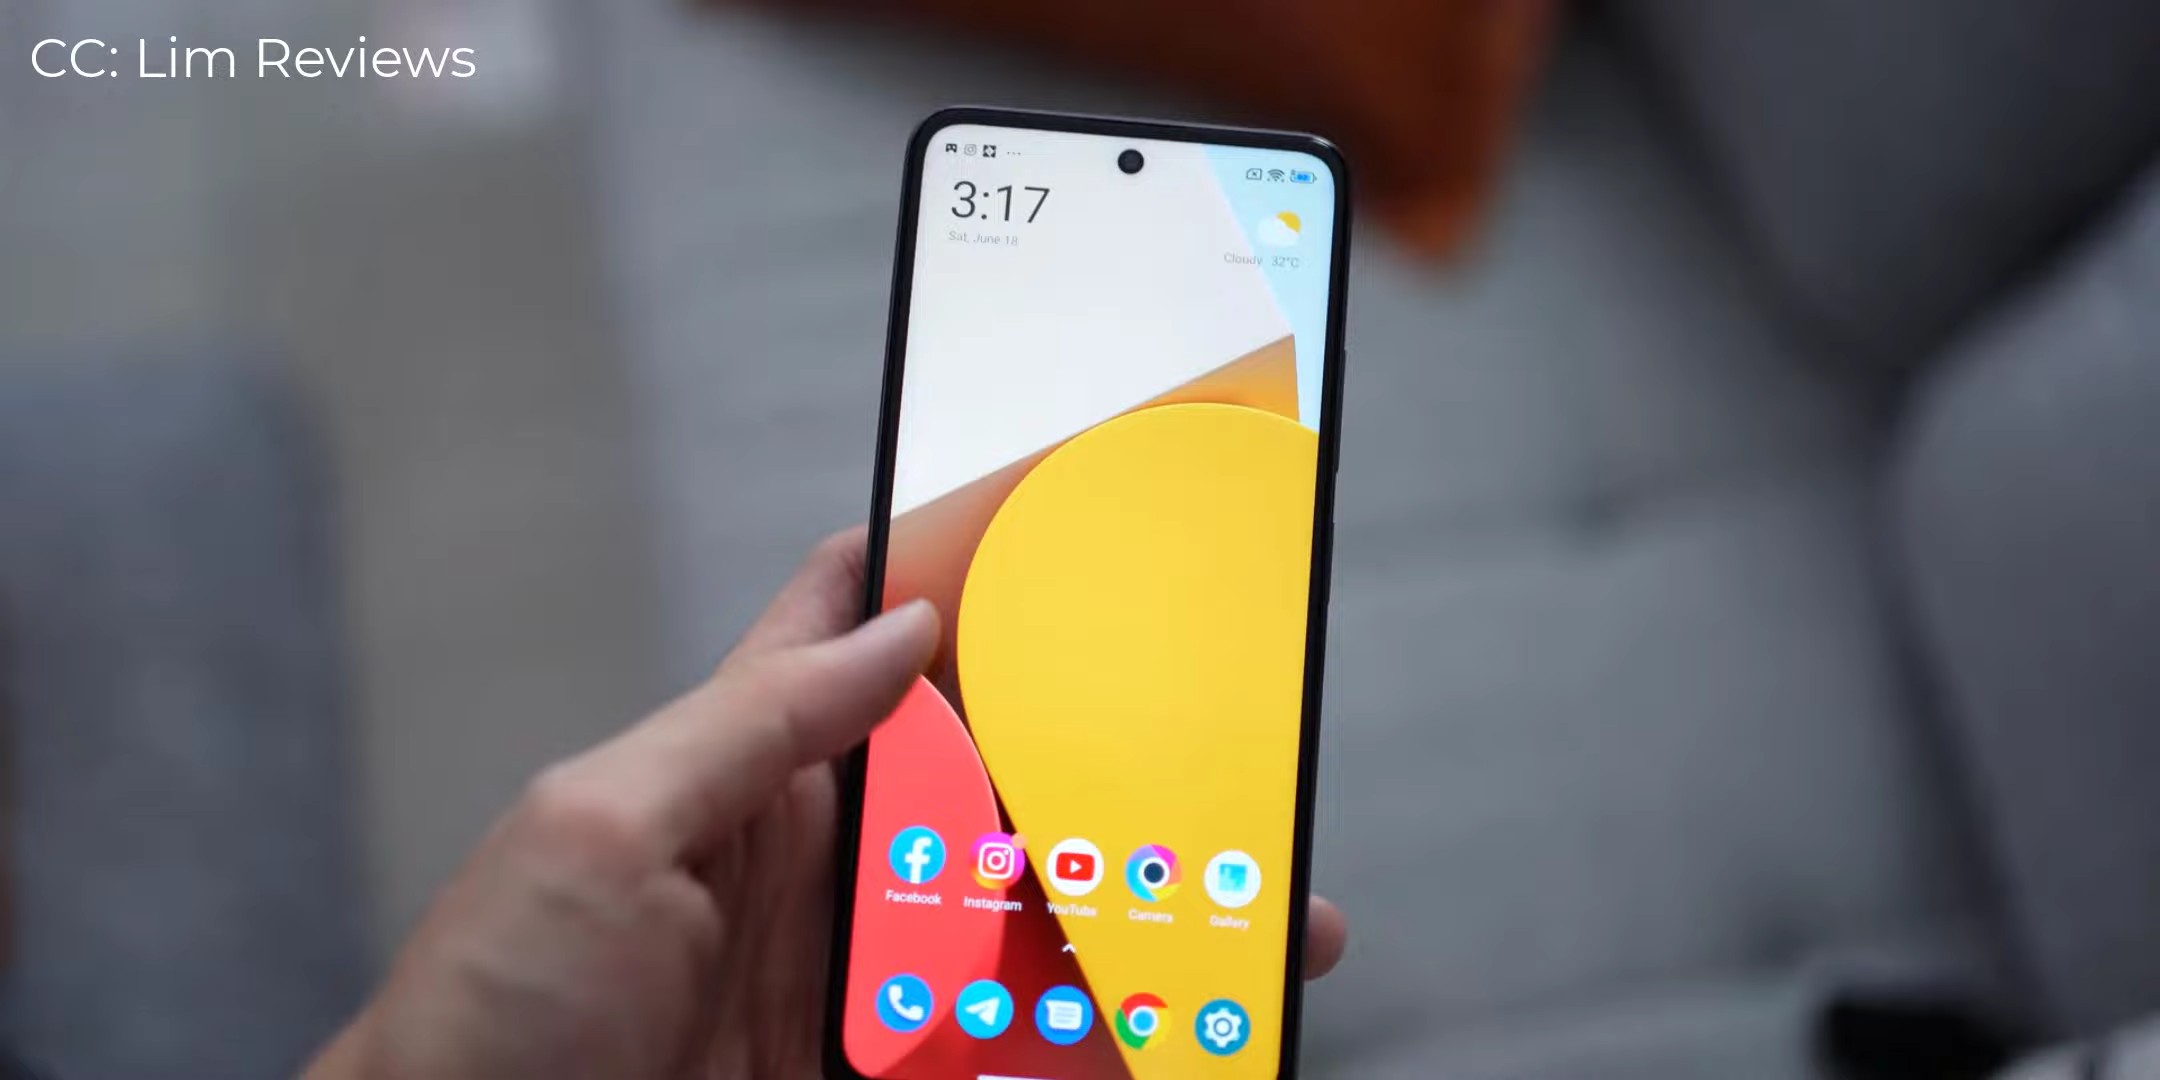 CC: Lim Reviews
3:17
Sat, June 18
Cloudy 32°C
Facebook
Instagram
YouTube
Camera
Gallery